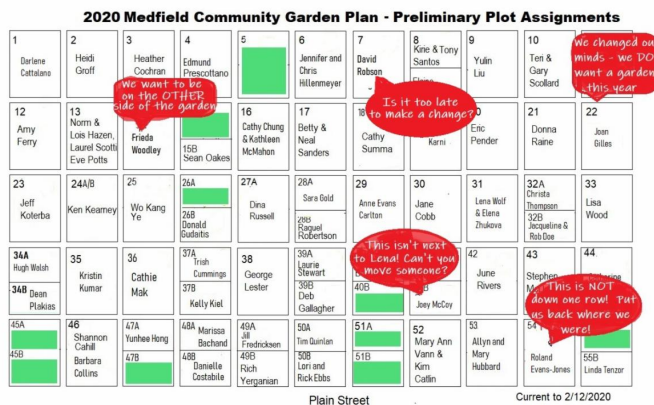 2020 Medfield Community Garden Plan - Preliminary Plot Assignments
1
Darlene
Cattalano
2
Heidi
Groff
3
Heather
Cochran
4
Edmund
Prescottano
5
6
Jennifer and
Chris
Hillenmeyer
7
David
Robson
8
Kirie & Tony
Santos
9
Yulin
Liu
10
Teri &
Gary
Scollard
We changed our
minds - we DO
want a garden
this year
We want to be
on the OTHER
side of the garden
Is it too late
to make a change?
12
Amy
Ferry
13
Norm &
Lois Hazen,
Laurel Scotti
Eve Potts
Frieda
Woodley
15B
Sean Oakes
16
Cathy Chung
& Kathleen
McMahon
17
Betty &
Neal
Sanders
18
Cathy
Summa
Karni
Eric
Pender
21
Donna
Raine
22
Joan
Gilles
23
Jeff
Koterba
24A/B
Ken Kearney
25
Wo Kang
Ye
26A
26B
Donald
Gudaitis
27A
Dina
Russell
28A
Sara Gold
28B
Raquel
Robertson
29
Anne Evans
Carlton
30
Jane
Cobb
31
Lena Wolf
& Elena
Zhukova
32A
Christa
Thompson
32B
Jacqueline &
Rob Doe
33
Lisa
Wood
34A
Hugh Walsh
34B Dean
Plakias
35
Kristin
Kumar
36
Cathie
Mak
37A
Trish
Cummings
37B
Kelly Kiel
38
George
Lester
39A
Laurie
Stewart
39B
Deb
Gallagher
This isn't next
to Lena! Can't you
move someone?
40B
Joey McCoy
42
June
Rivers
43
Stephen
44
This is NOT
down one row! Put
us back where we
were!
45A
45B
46
Shannon
Cahill
Barbara
Collins
47A
Yunhee Hong
47B
48A Marissa
Bachand
48B
Danielle
Costabile
49A
Jill
Fredricksen
49B
Rich
Yerganian
50A
Tim Quinlan
50B
Lori and
Rick Ebbs
51A
51B
52
Mary Ann
Vann &
Kim
Catlin
53
Allyn and
Mary
Hubbard
54
Roland
Evans-Jones
55B
Linda Tenzor
Plain Street
Current to 2/12/2020